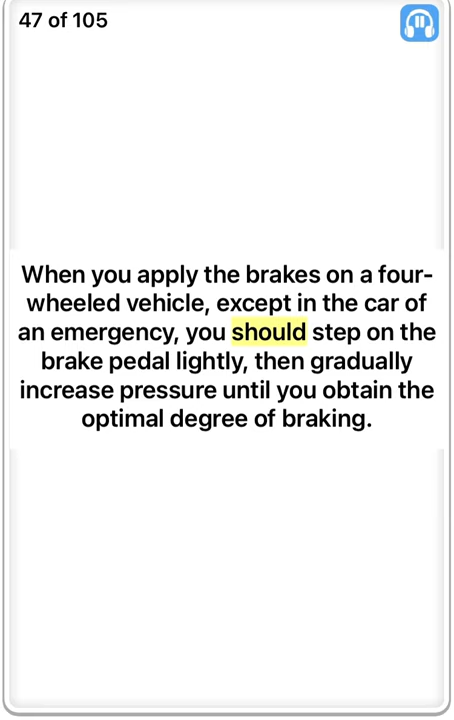 47 of 105
When you apply the brakes on a four-
wheeled vehicle, except in the car of
an emergency, you should step on the
brake pedal lightly, then gradually
increase pressure until you obtain the
optimal degree of braking.